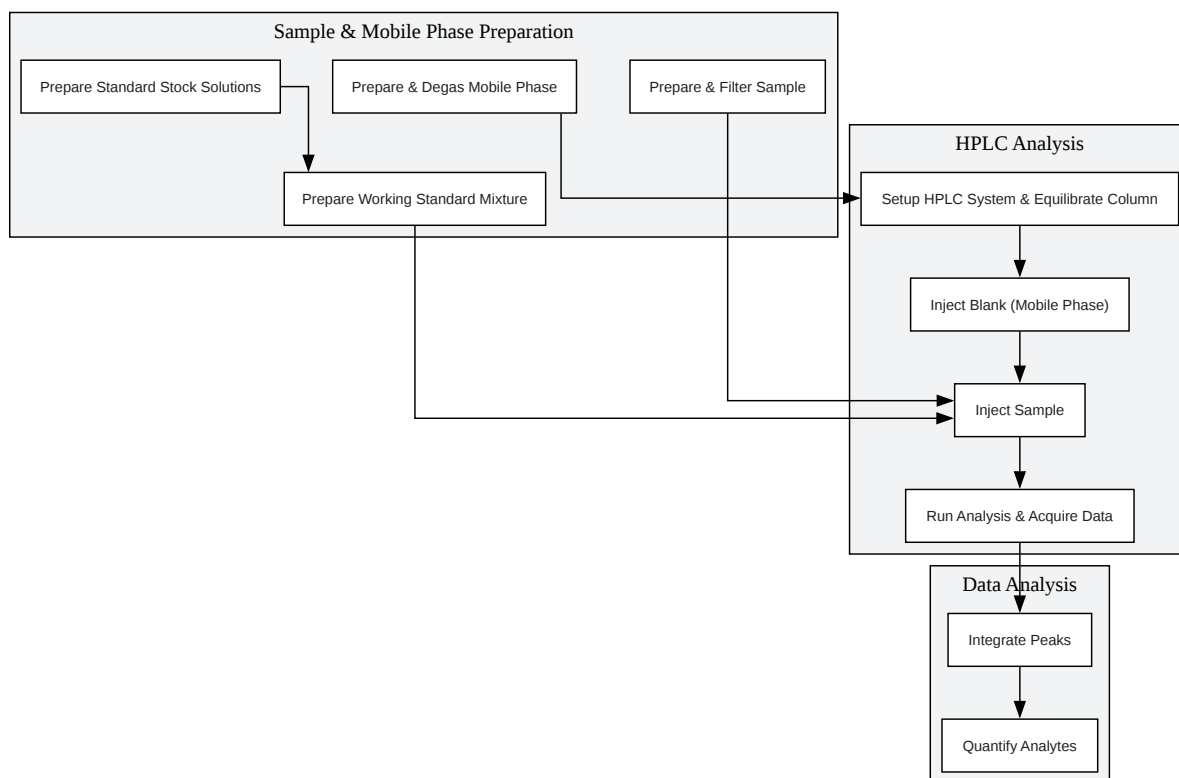 Sample & Mobile Phase Preparation
Prepare Standard Stock Solutions
Prepare & Degas Mobile Phase
Prepare & Filter Sample
Prepare Working Standard Mixture
HPLC Analysis
Setup HPLC System & Equilibrate Column
Inject Blank (Mobile Phase)
Inject Sample
Run Analysis & Acquire Data
Data Analysis
Integrate Peaks
Quantify Analytes